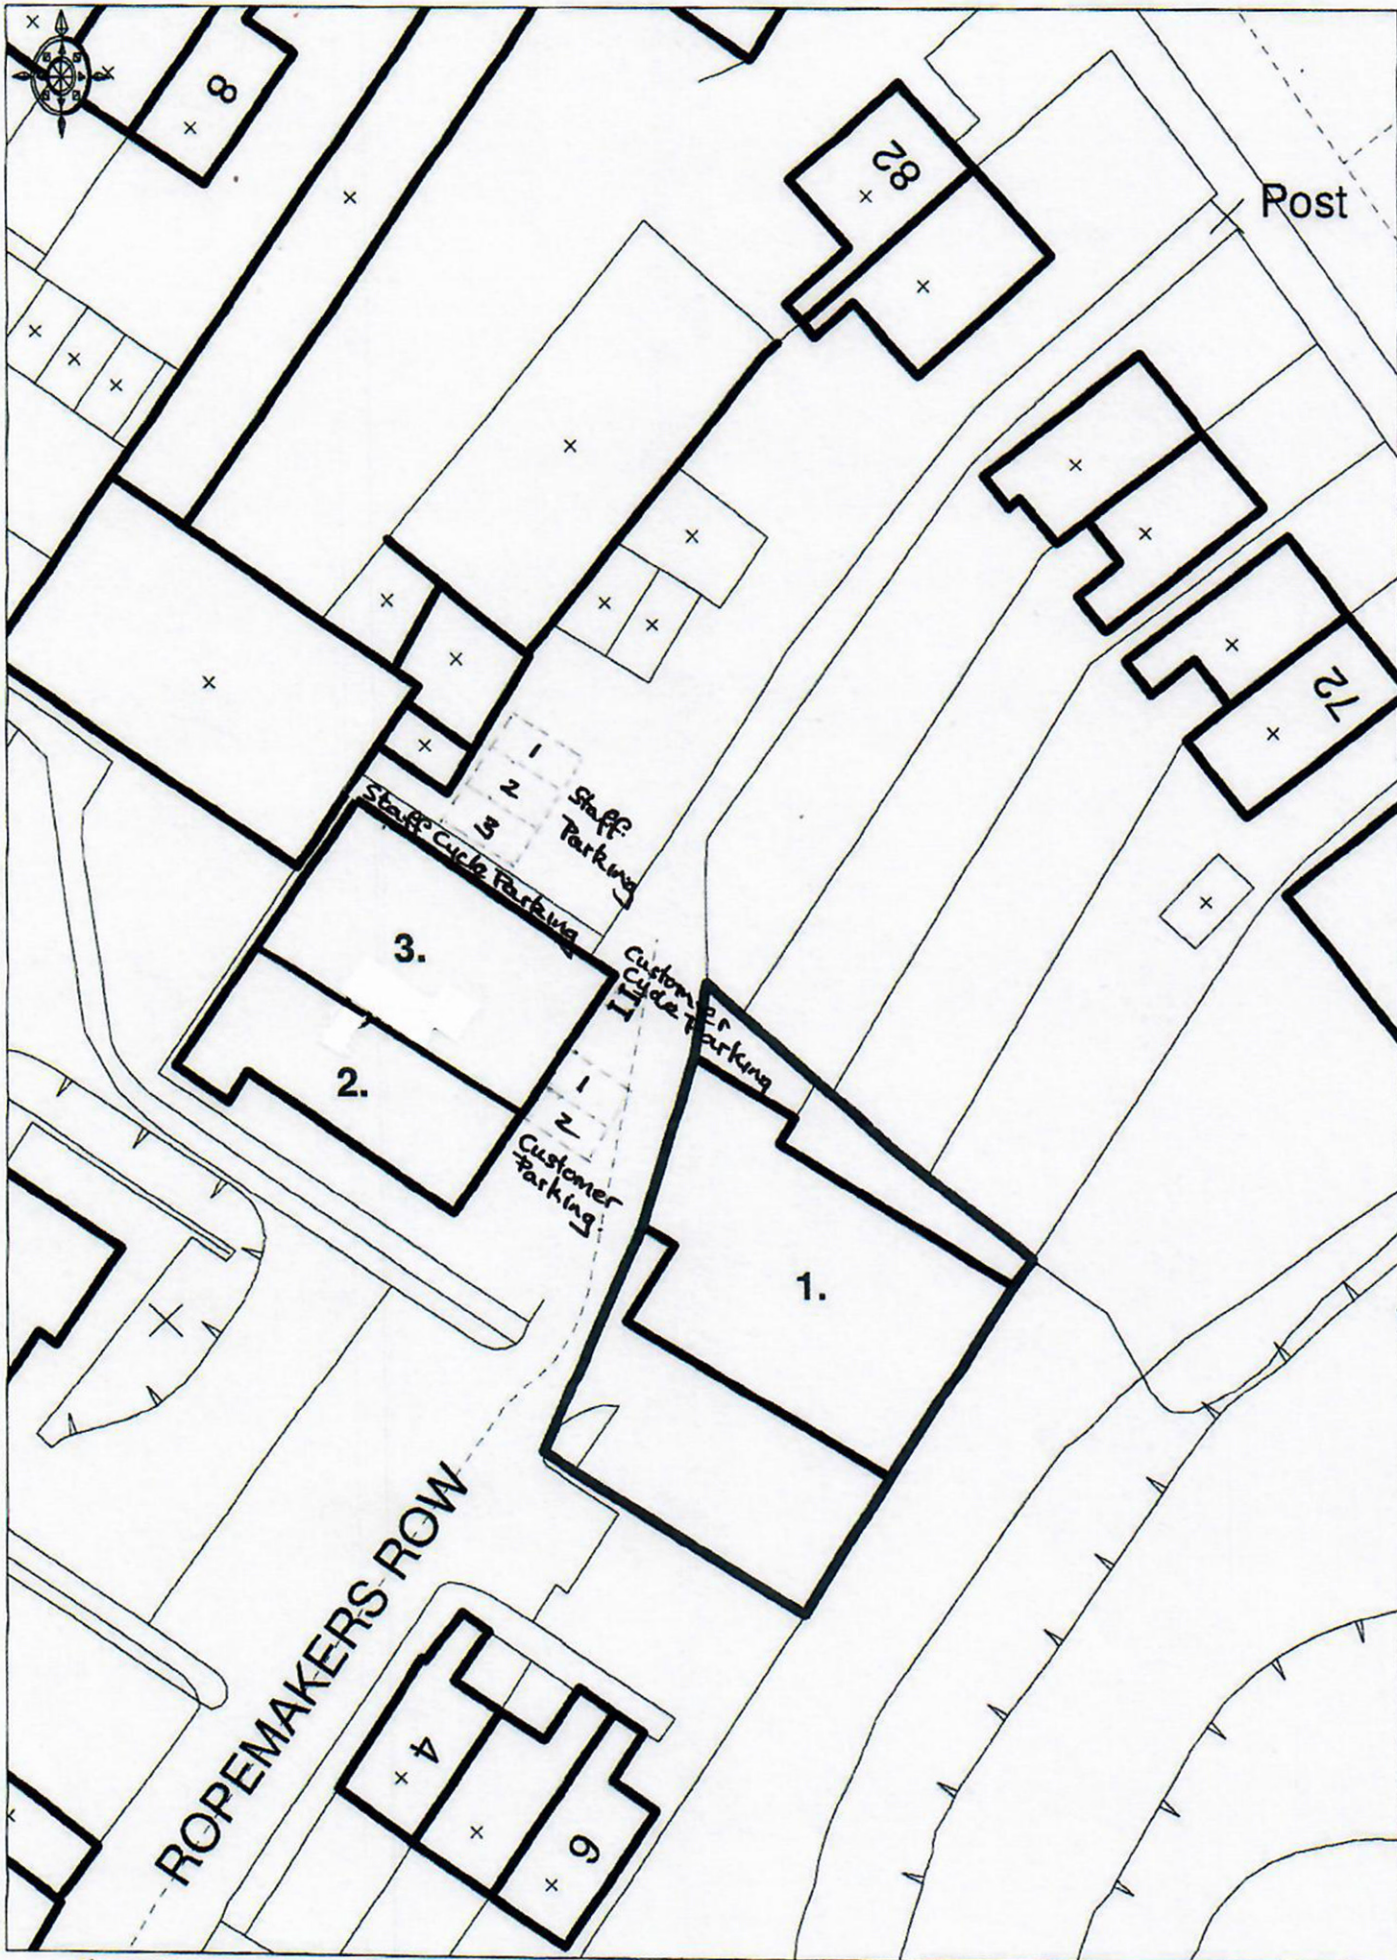 8
82
Post
72
1
2
3
Staff
Parking
Staff Cycle Parking
3.
2.
Customer
Cycle Parking
1
2
Customer
Parking.
1.
ROPEMAKERS ROW
4
6